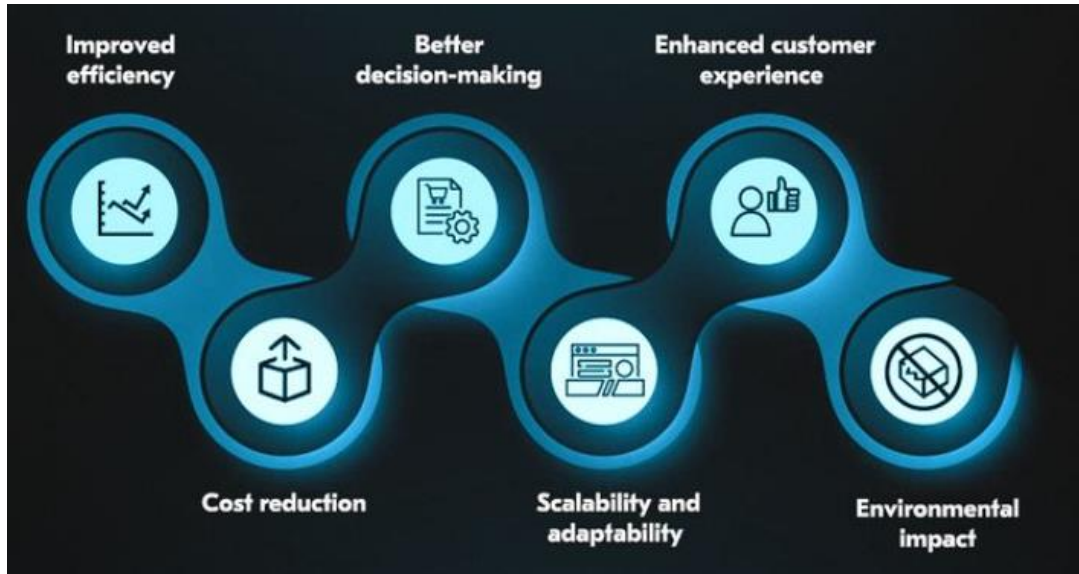 Improved
efficiency
Better
decision-making
Enhanced customer
experience
Cost reduction
Scalability and
adaptability
Environmental
impact